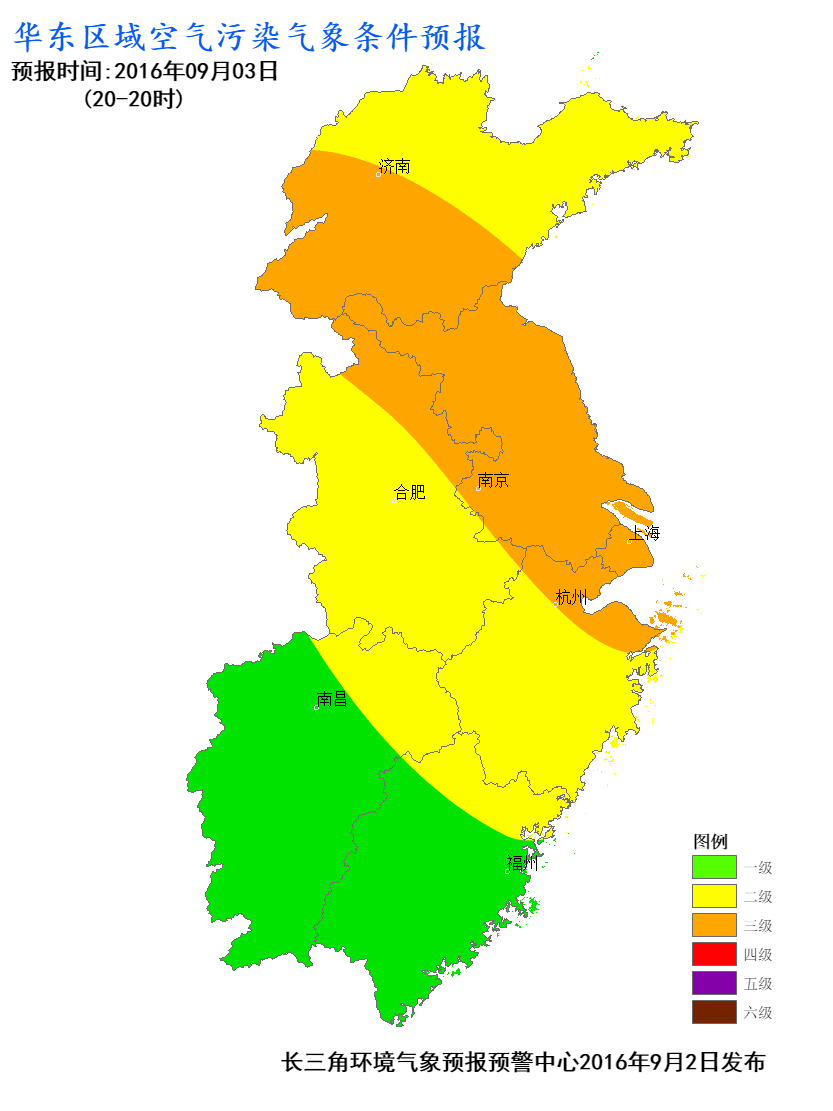 华东区域空气污染气象条件预报
预报时间:2016年09月03日
(20-20时)
济南
南京
合肥
上海
杭州
南昌
福州
图例
一级
二级
三级
四级
五级
六级
长三角环境气象预报预警中心2016年9月2日发布